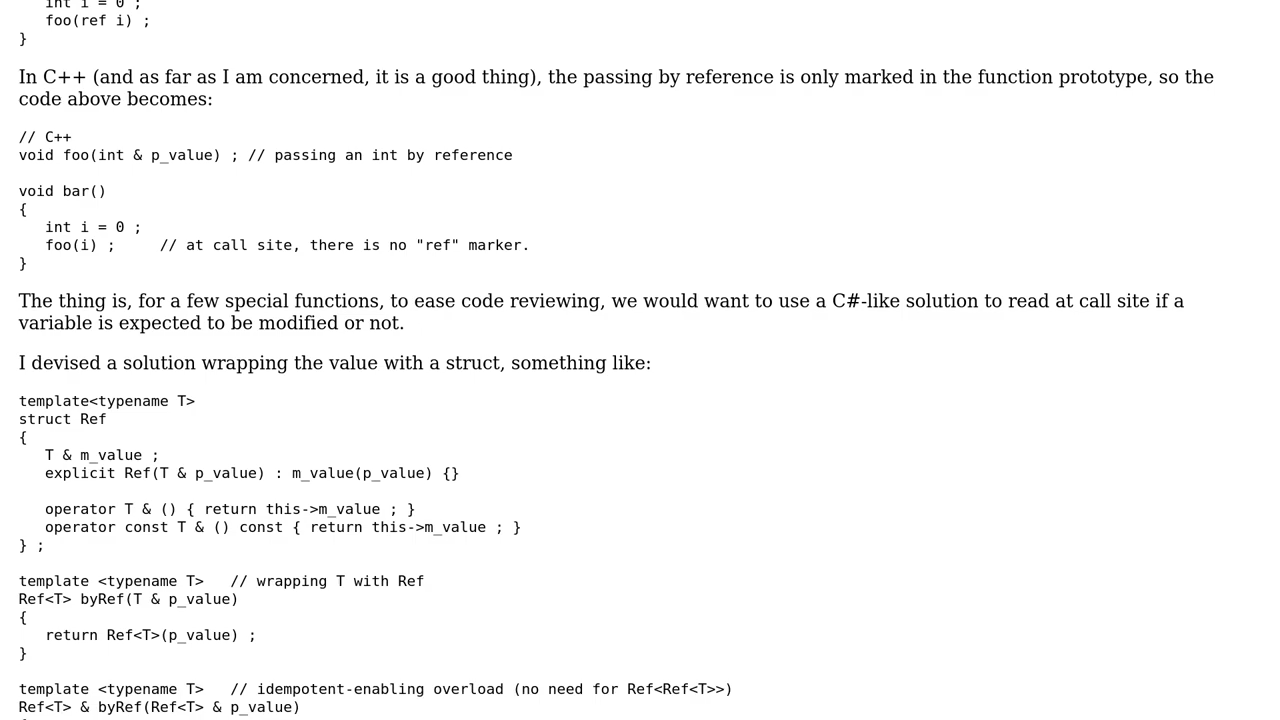 int i = 0 ;
foo(ref i) ;
}
In C++ (and as far as I am concerned, it is a good thing), the passing by reference is only marked in the function prototype, so the
code above becomes:
// C++
void foo(int & p_value) ; // passing an int by reference
void bar()
{
   int i = 0 ;
   foo(i) ;     // at call site, there is no "ref" marker.
}
The thing is, for a few special functions, to ease code reviewing, we would want to use a C#-like solution to read at call site if a
variable is expected to be modified or not.
I devised a solution wrapping the value with a struct, something like:
template<typename T>
struct Ref
{
   T & m_value ;
   explicit Ref(T & p_value) : m_value(p_value) {}
   operator T & () { return this->m_value ; }
   operator const T & () const { return this->m_value ; }
} ;
template <typename T>   // wrapping T with Ref
Ref<T> byRef(T & p_value)
{
   return Ref<T>(p_value) ;
}
template <typename T>   // idempotent-enabling overload (no need for Ref<Ref<T>>)
Ref<T> & byRef(Ref<T> & p_value)